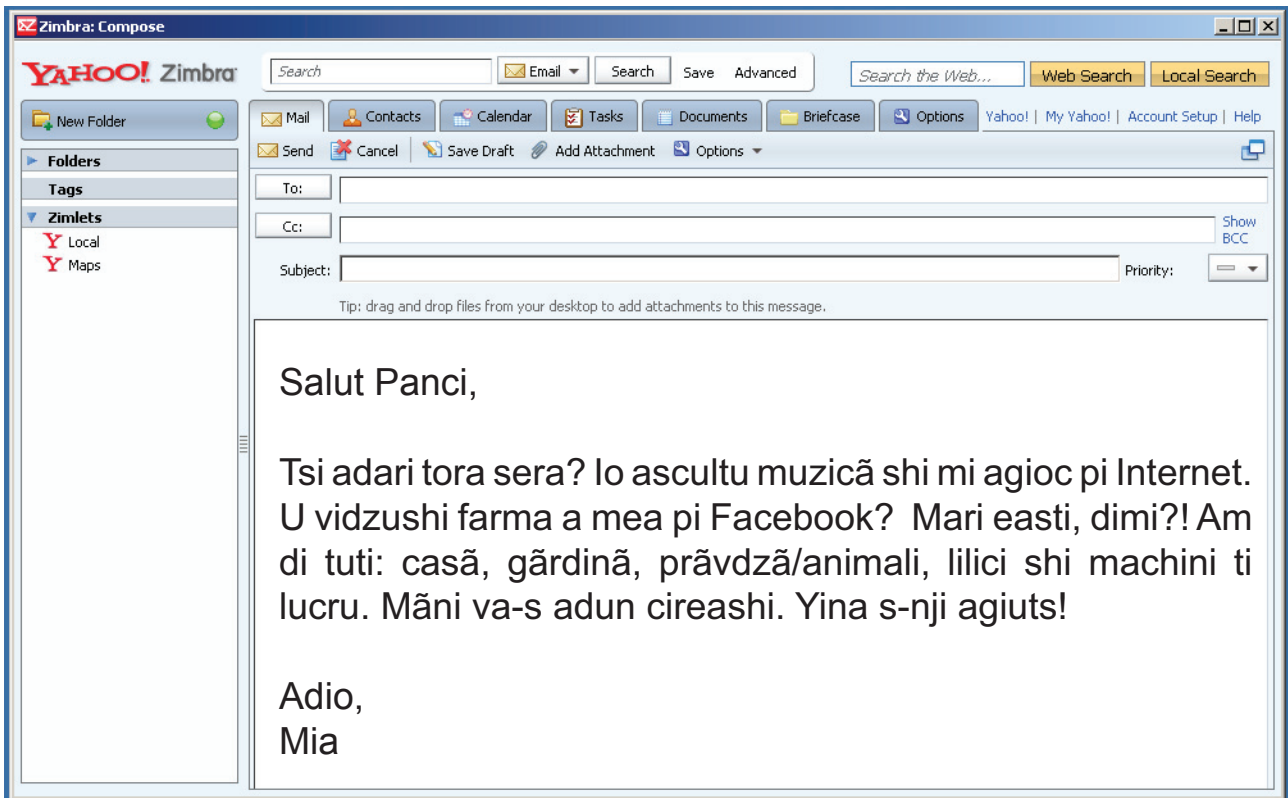 Zimbra: Compose
YAHOO! Zimbra
Search Email Search Save Advanced Search the Web... Web Search Local Search
New Folder Mail Contacts Calendar Tasks Documents Briefcase Options Yahoo! | My Yahoo! | Account Setup | Help
Send Cancel Save Draft Add Attachment Options
Folders
Tags
Zimlets
Y Local
Y Maps
To:
Cc: Show
BCC
Subject: Priority:
Tip: drag and drop files from your desktop to add attachments to this message.
Salut Panci,
Tsi adari tora sera? Io ascultu muzicã shi mi agioc pi Internet.
U vidzushi farma a mea pi Facebook? Mari easti, dimi?! Am
di tuti: casã, gãrdinã, prãvdzã/animali, lilici shi machini ti
lucru. Mãni va-s adun cireashi. Yina s-nji agiuts!
Adio,
Mia